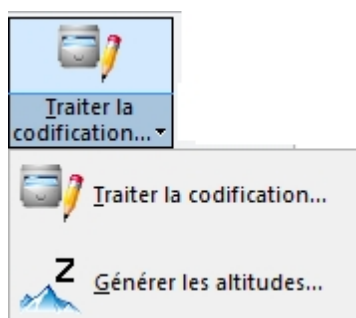 Traiter la
codification...
Traiter la codification...
Z
Générer les altitudes...